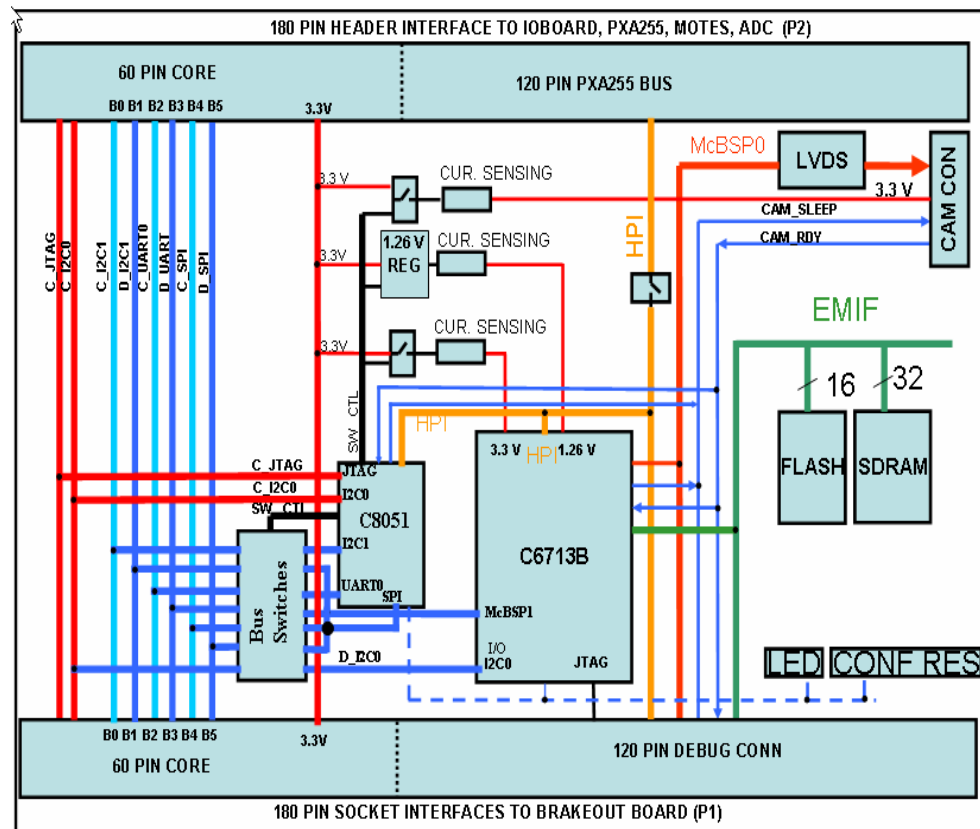 180 PIN HEADER INTERFACE TO IOBOARD, PXA255, MOTES, ADC (P2)
60 PIN CORE
120 PIN PXA255 BUS
B0 B1 B2 B3 B4 B5
3.3V
McBSP0
LVDS
CAM CON
3.3 V
CUR. SENSING
3.3 V
CAM_SLEEP
CAM_RDY
C_JTAG
C_I2C0
C_I2C1
D_I2C1
C_UART0
D_UART
C_SPI
D_SPI
HPI
1.26 V
REG
CUR. SENSING
3.3V
EMIF
CUR. SENSING
3.3V
16
32
SW_CTL
HPI
3.3 V
HPI
1.26 V
FLASH
SDRAM
C_JTAG
JTAG
C_I2C0
I2C0
SW_CTL
C8051
I2C1
C6713B
UART0
SPI
Bus
Switches
McBSP1
I/O
D_I2C0
I2C0
JTAG
LED
CONF RES
B0 B1 B2 B3 B4 B5
3.3V
60 PIN CORE
120 PIN DEBUG CONN
180 PIN SOCKET INTERFACES TO BRAKEOUT BOARD (P1)